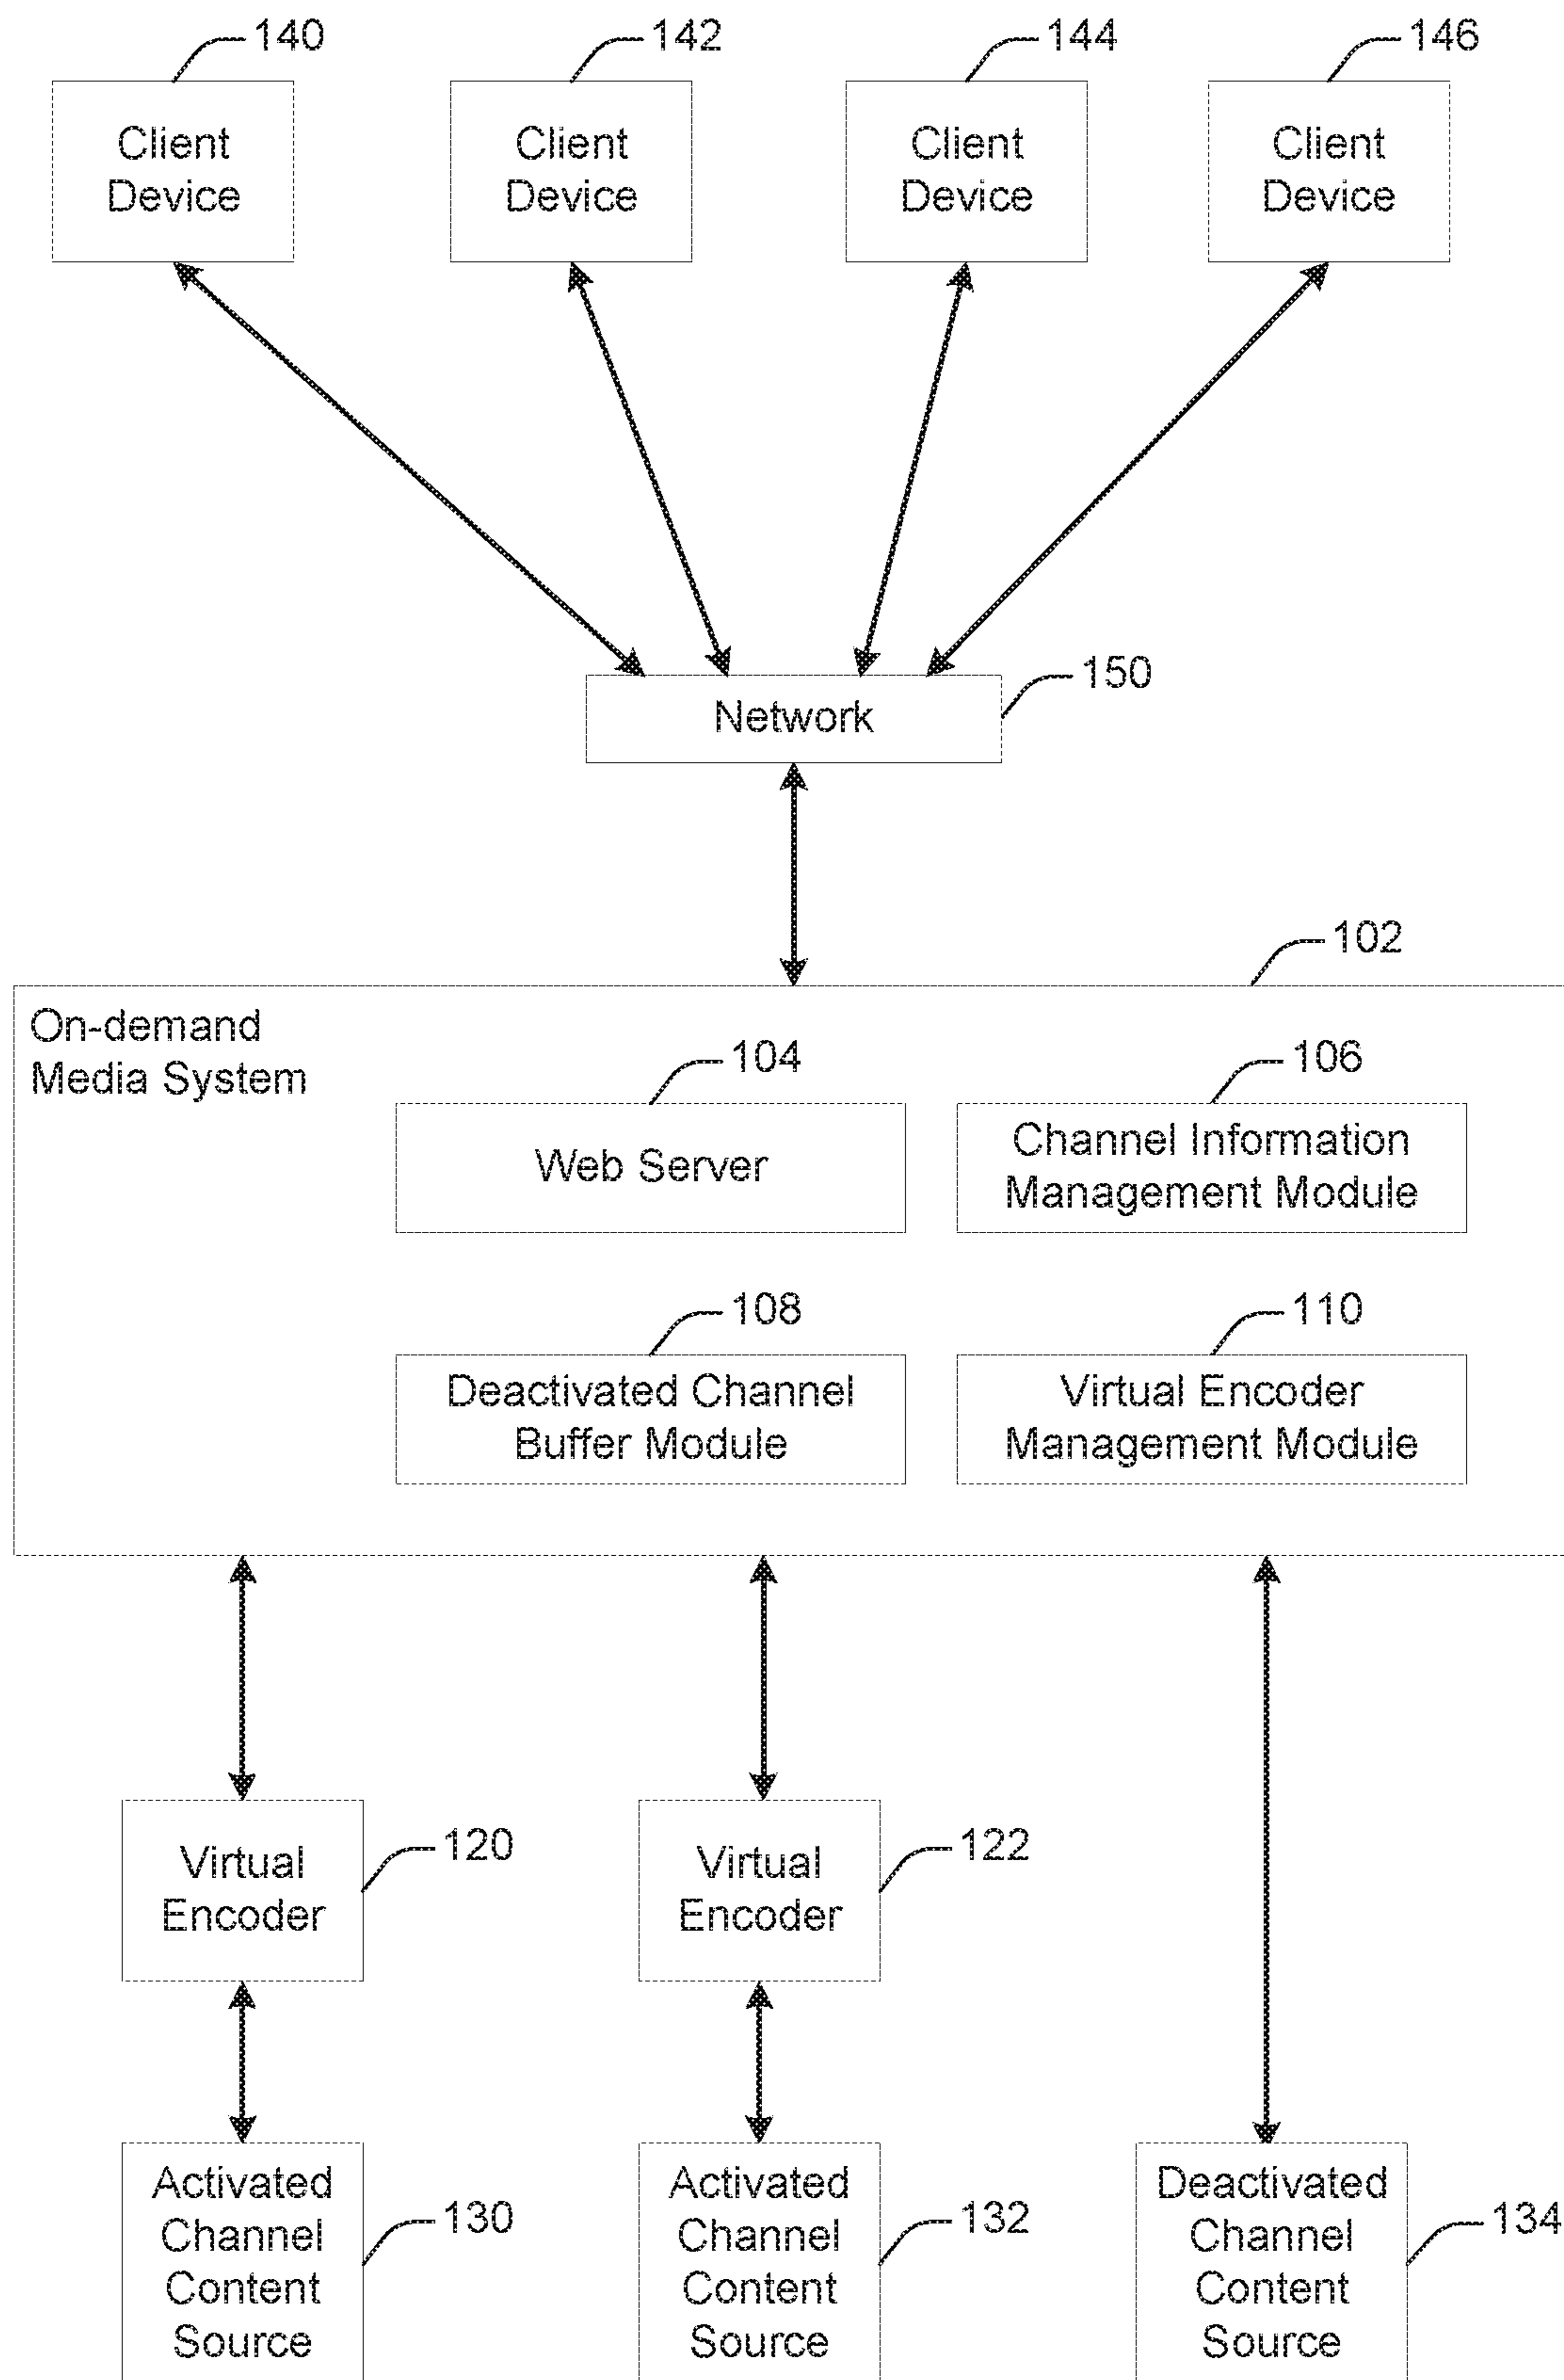 140
142
144
146
Client
Device
Client
Device
Client
Device
Client
Device
150
Network
102
On-demand
Media System
104
106
Web Server
Channel Information
Management Module
108
110
Deactivated Channel
Buffer Module
Virtual Encoder
Management Module
Virtual
Encoder
120
Virtual
Encoder
122
Activated
Channel
Content
Source
130
Activated
Channel
Content
Source
132
Deactivated
Channel
Content
Source
134